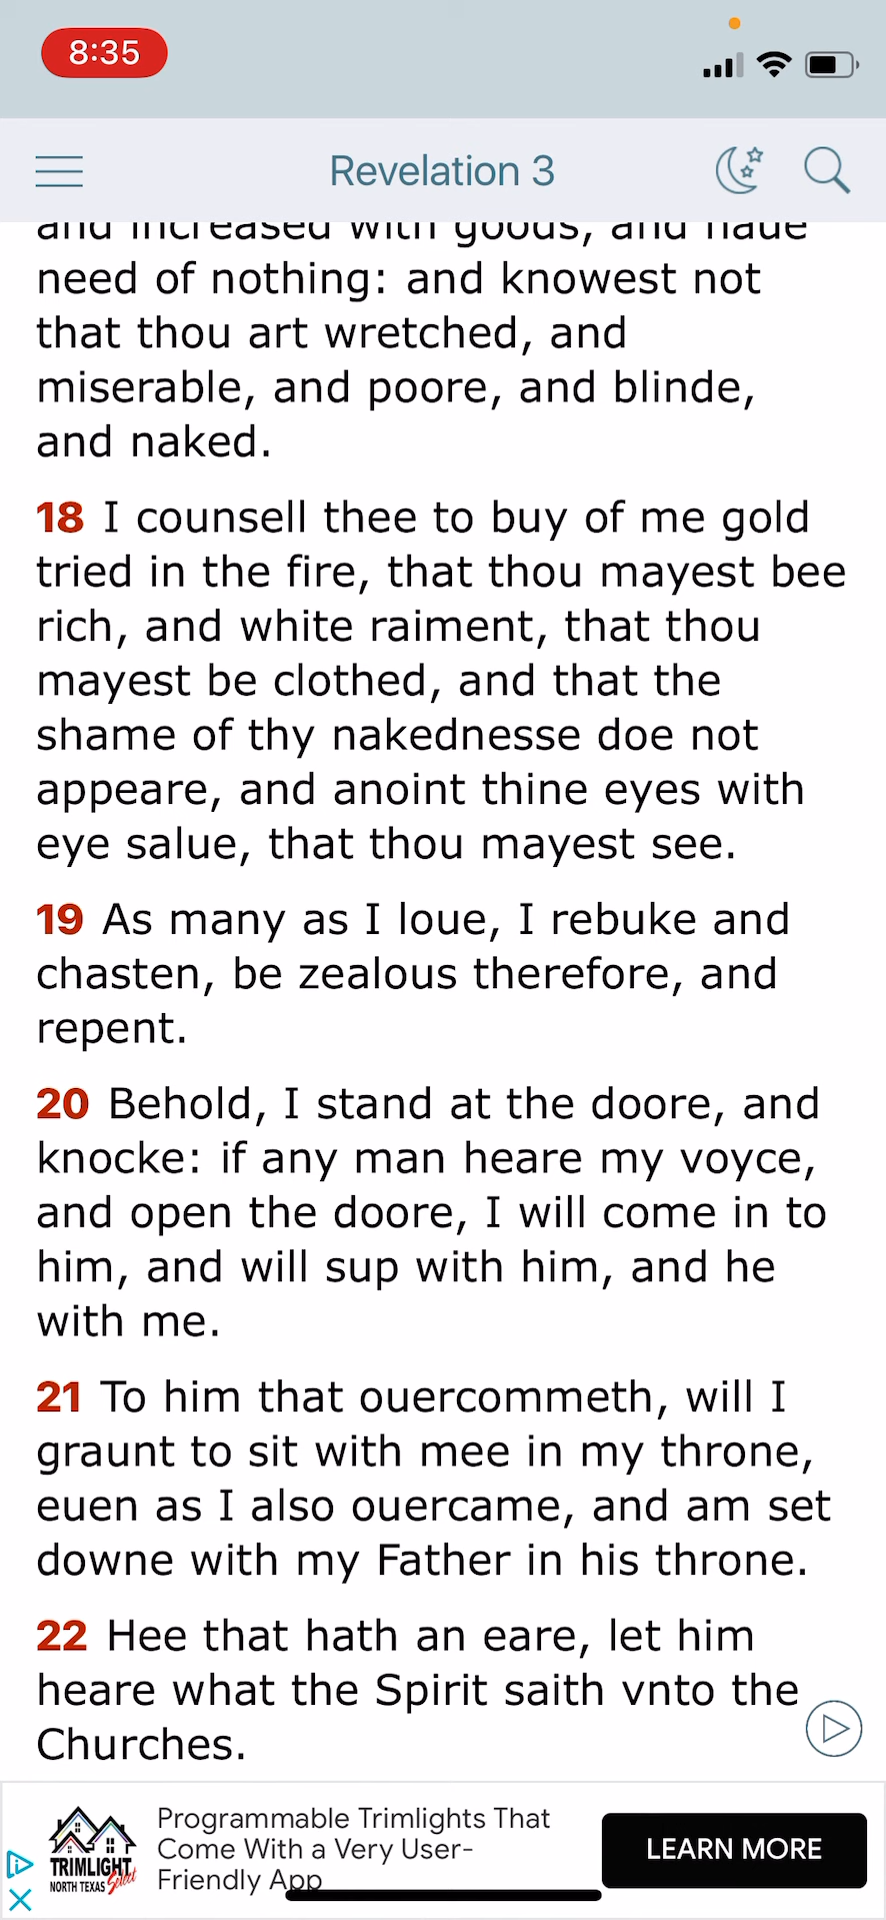 8:35
Revelation 3
and increased with goods, and haue
need of nothing: and knowest not
that thou art wretched, and
miserable, and poore, and blinde,
and naked.
18 I counsell thee to buy of me gold
tried in the fire, that thou mayest bee
rich, and white raiment, that thou
mayest be clothed, and that the
shame of thy nakednesse doe not
appeare, and anoint thine eyes with
eye salue, that thou mayest see.
19 As many as I loue, I rebuke and
chasten, be zealous therefore, and
repent.
20 Behold, I stand at the doore, and
knocke: if any man heare my voyce,
and open the doore, I will come in to
him, and will sup with him, and he
with me.
21 To him that ouercommeth, will I
graunt to sit with mee in my throne,
euen as I also ouercame, and am set
downe with my Father in his throne.
22 Hee that hath an eare, let him
heare what the Spirit saith vnto the
Churches.
TRIMLIGHT
NORTH TEXAS Select
Programmable Trimlights That
Come With a Very User-
Friendly App
LEARN MORE